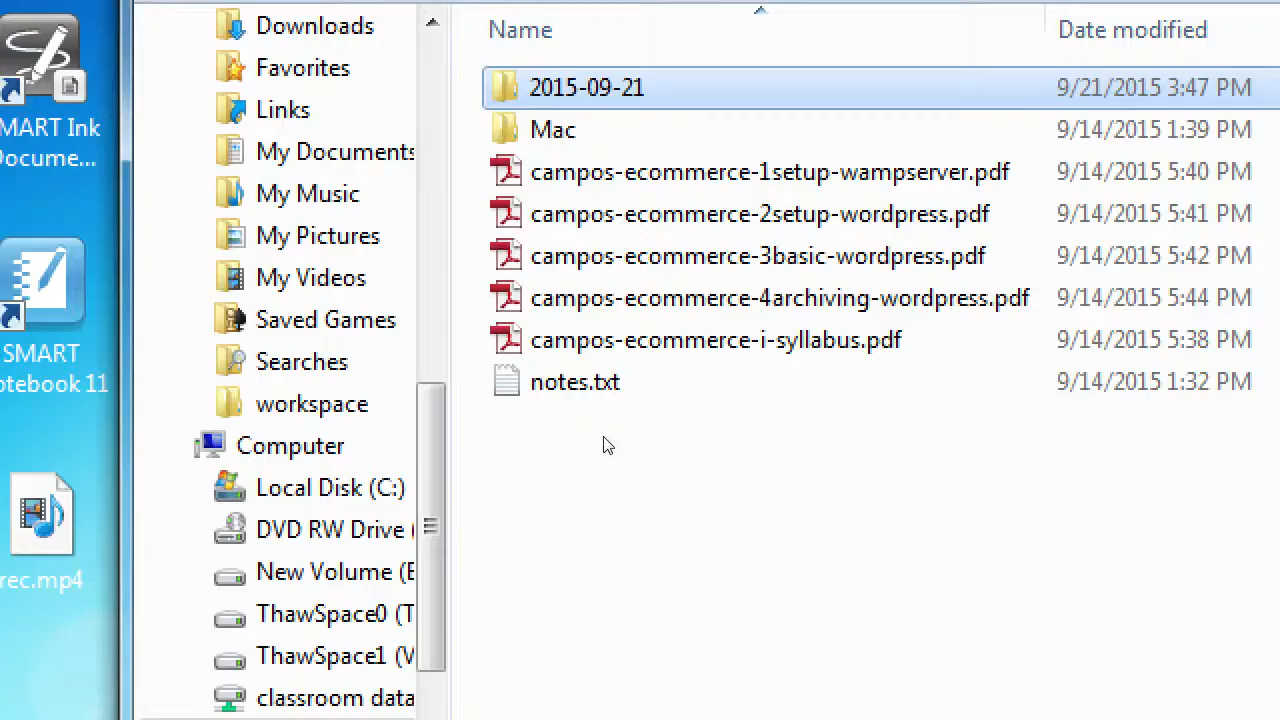 MART Ink
Docume...
SMART
otebook 11
rec.mp4
Downloads
Favorites
Links
My Documents
My Music
My Pictures
My Videos
Saved Games
Searches
workspace
Computer
Local Disk (C:)
DVD RW Drive (
New Volume (E
ThawSpace0 (T
ThawSpace1 (V
classroom data
Name Date modified
2015-09-21 9/21/2015 3:47 PM
Mac 9/14/2015 1:39 PM
campos-ecommerce-1setup-wampserver.pdf 9/14/2015 5:40 PM
campos-ecommerce-2setup-wordpress.pdf 9/14/2015 5:41 PM
campos-ecommerce-3basic-wordpress.pdf 9/14/2015 5:42 PM
campos-ecommerce-4archiving-wordpress.pdf 9/14/2015 5:44 PM
campos-ecommerce-i-syllabus.pdf 9/14/2015 5:38 PM
notes.txt 9/14/2015 1:32 PM